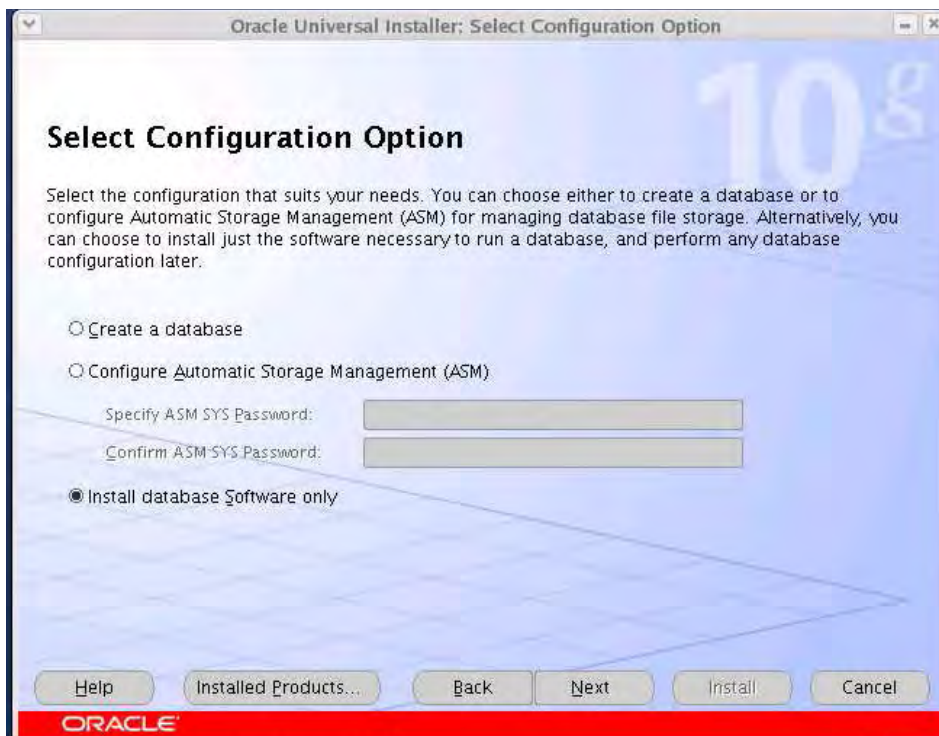 Oracle Universal Installer: Select Configuration Option
10g
Select Configuration Option
Select the configuration that suits your needs. You can choose either to create a database or to
configure Automatic Storage Management (ASM) for managing database file storage. Alternatively, you
can choose to install just the software necessary to run a database, and perform any database
configuration later.
Create a database
Configure Automatic Storage Management (ASM)
Specify ASM SYS Password:
Confirm ASM SYS Password:
Install database Software only
Help Installed Products... Back Next Install Cancel
ORACLE